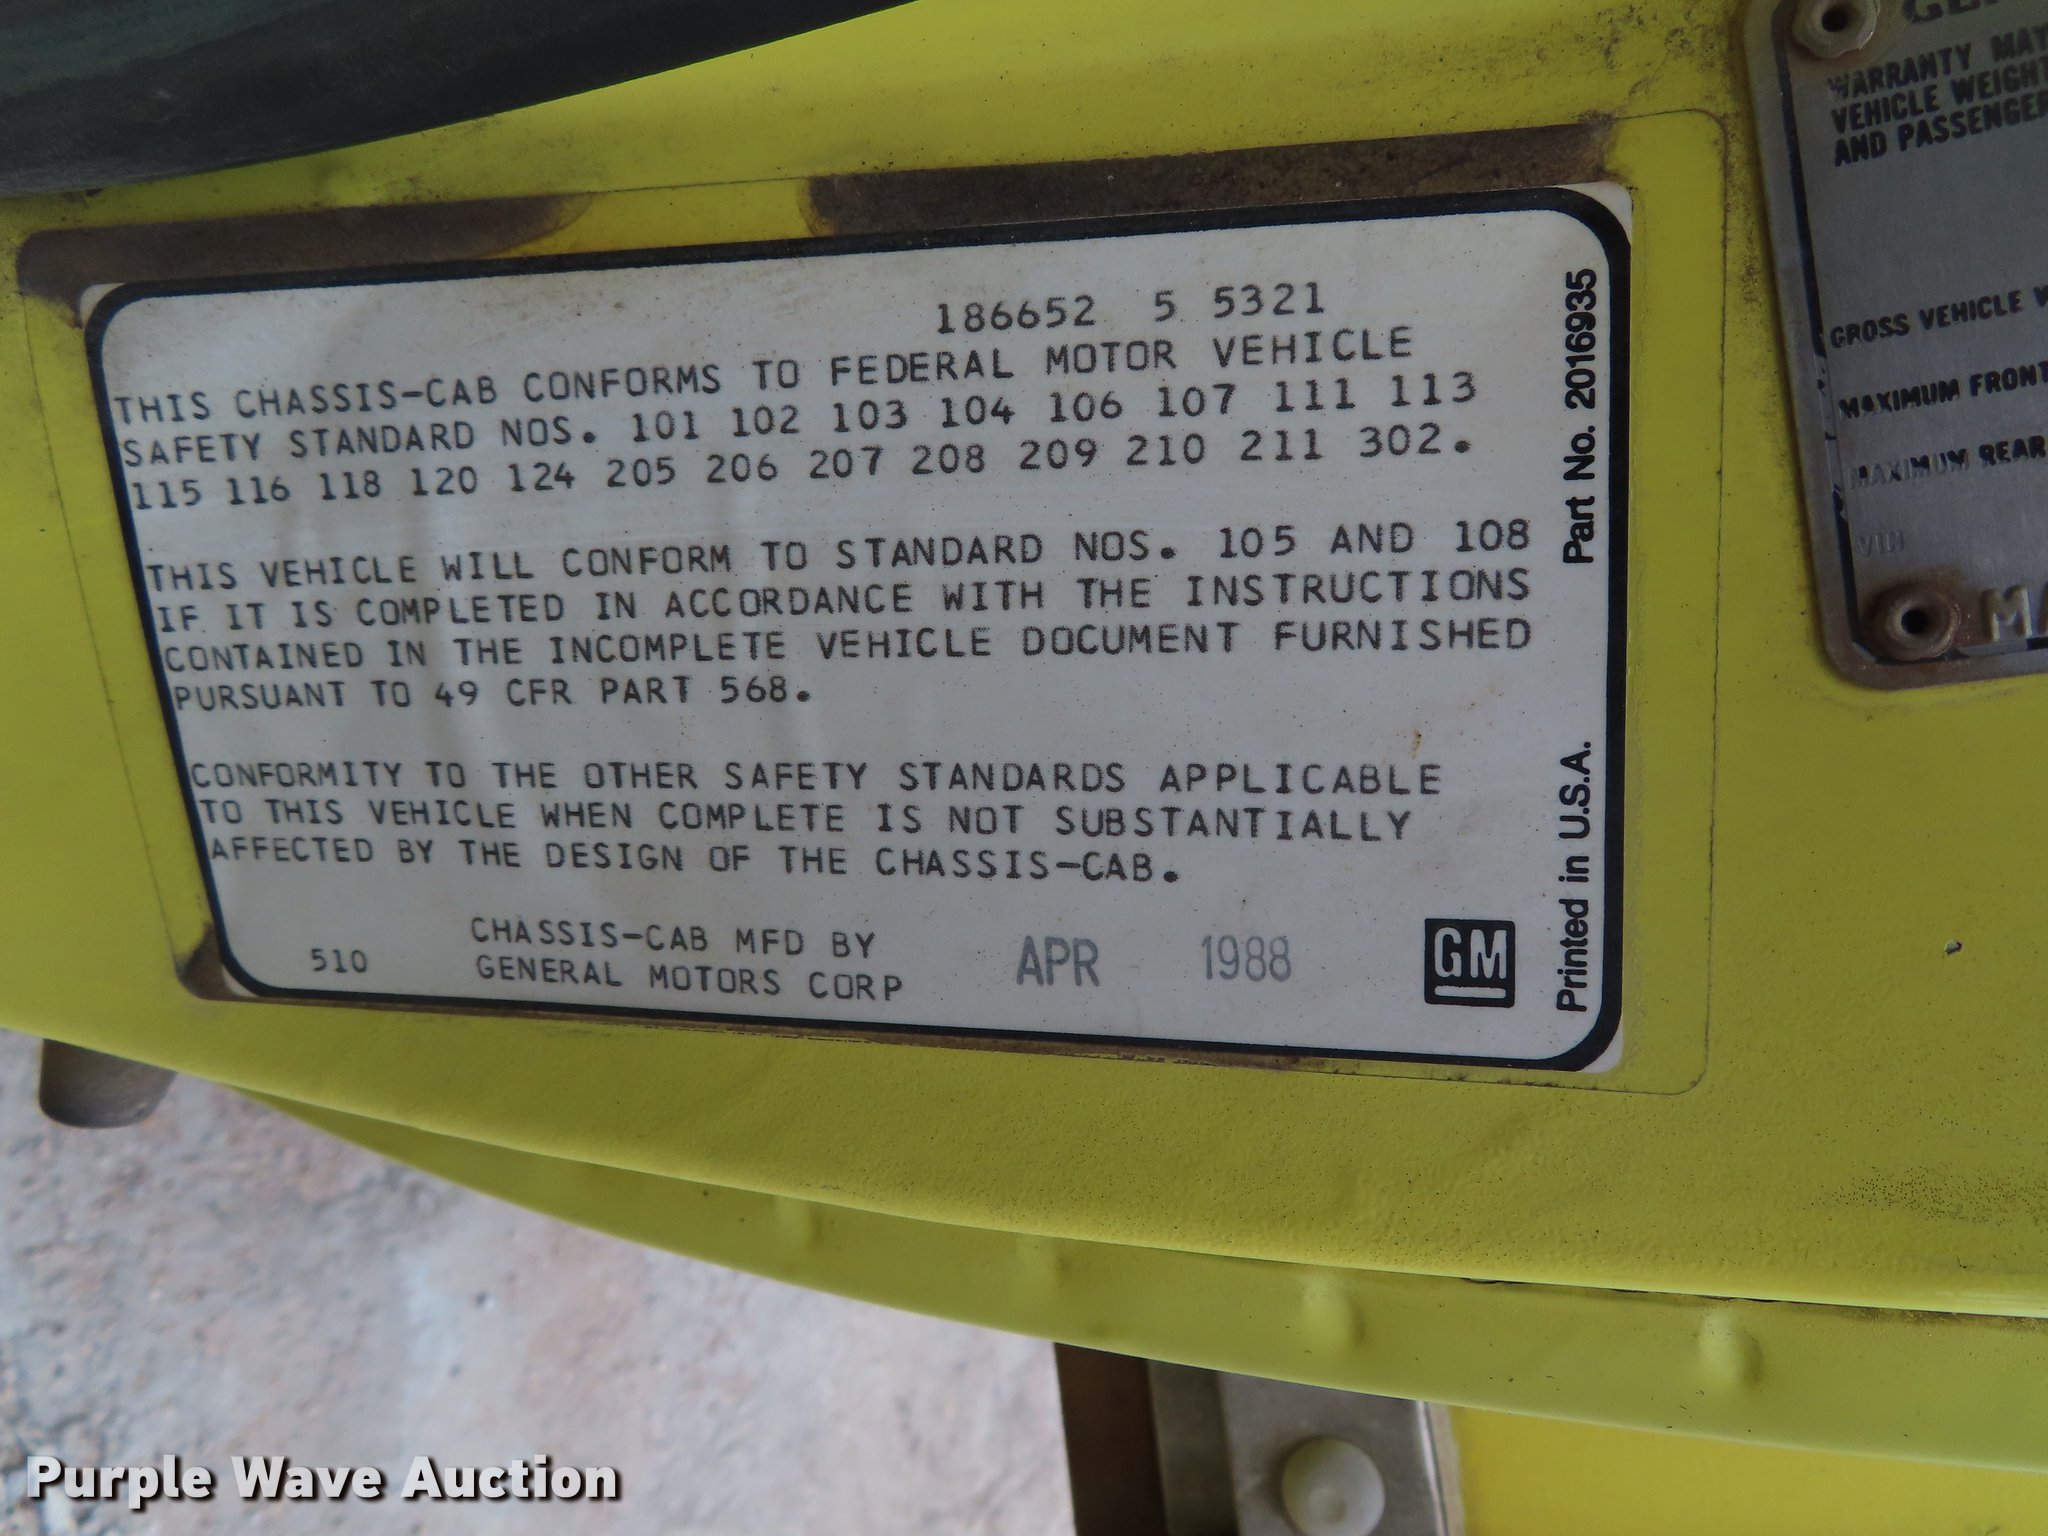 186652 5 5321
THIS CHASSIS-CAB CONFORMS TO FEDERAL MOTOR VEHICLE
SAFETY STANDARD NOS. 101 102 103 104 106 107 111 113
115 116 118 120 124 205 206 207 208 209 210 211 302.
THIS VEHICLE WILL CONFORM TO STANDARD NOS. 105 AND 108
IF IT IS COMPLETED IN ACCORDANCE WITH THE INSTRUCTIONS
CONTAINED IN THE INCOMPLETE VEHICLE DOCUMENT FURNISHED
PURSUANT TO 49 CFR PART 568.
CONFORMITY TO THE OTHER SAFETY STANDARDS APPLICABLE
TO THIS VEHICLE WHEN COMPLETE IS NOT SUBSTANTIALLY
AFFECTED BY THE DESIGN OF THE CHASSIS-CAB.
510
CHASSIS-CAB MFD BY
GENERAL MOTORS CORP
APR 1988
GM
Part No. 2016935
Printed in U.S.A.
WARRANTY MAY
VEHICLE WEIGHT
AND PASSENGER
GROSS VEHICLE
MAXIMUM FRONT
MAXIMUM REAR
VIN
Purple Wave Auction